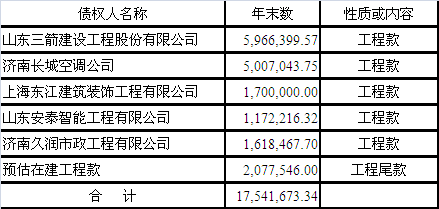 债权人名称 年末数 性质或内容
山东三箭建设工程股份有限公司 5,966,399.57 工程款
济南长城空调公司 5,007,043.75 工程款
上海东江建筑装饰工程有限公司 1,700,000.00 工程款
山东安泰智能工程有限公司 1,172,216.32 工程款
济南久润市政工程有限公司 1,618,467.70 工程款
预估在建工程款 2,077,546.00 工程尾款
合 计 17,541,673.34